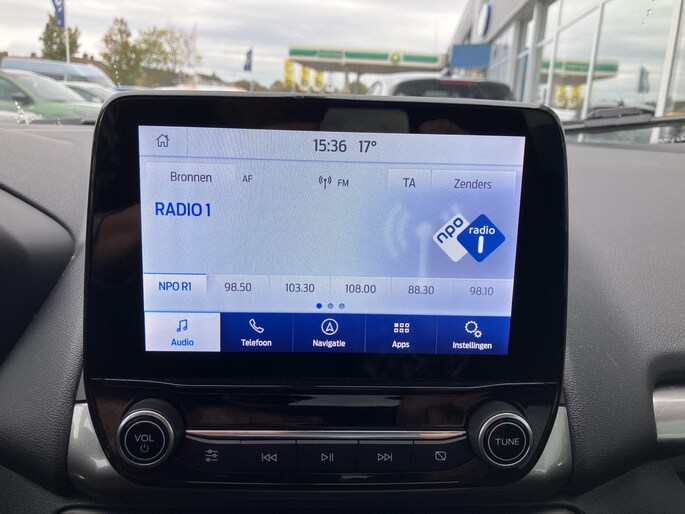 15:36 17°
Bronnen AF FM TA Zenders
RADIO 1
npo radio 1
NPO R1 98.50 103.30 108.00 88.30 98.10
Audio Telefoon Navigatie Apps Instellingen
VOL TUNE